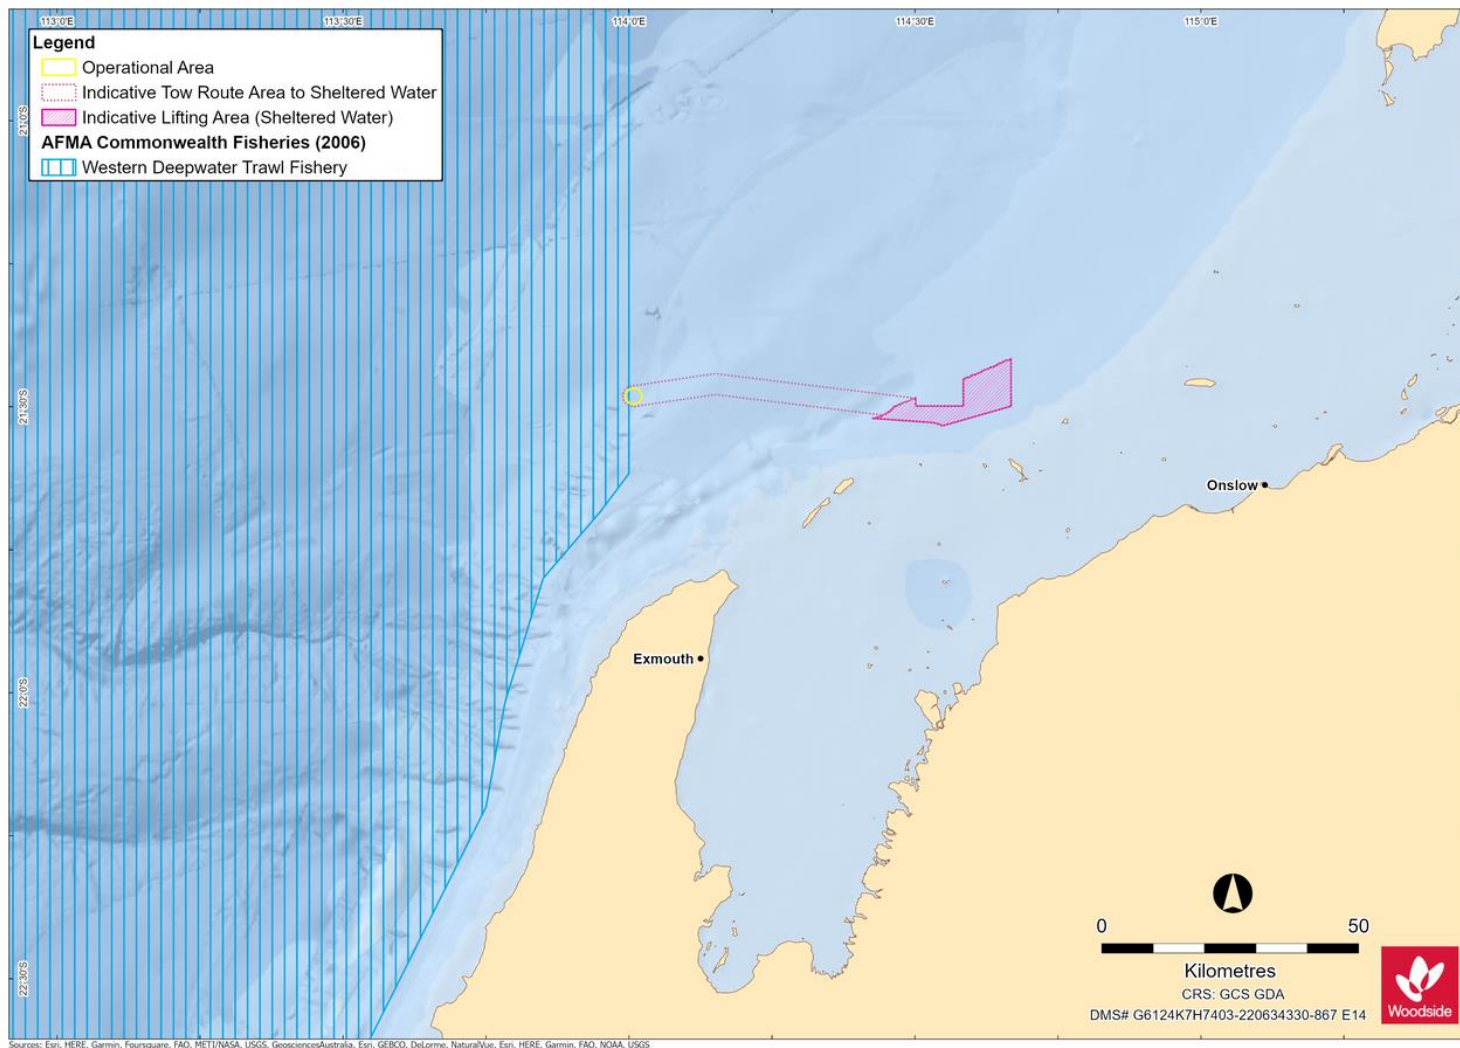 113°0'E 113°30'E 114°0'E 114°30'E 115°0'E
Legend
Operational Area
Indicative Tow Route Area to Sheltered Water
Indicative Lifting Area (Sheltered Water)
AFMA Commonwealth Fisheries (2006)
Western Deepwater Trawl Fishery
21°0'S
21°30'S
Onslow
Exmouth
22°0'S
22°30'S
0 50
Kilometres
CRS: GCS GDA
DMS# G6124K7H7403-220634330-867 E14
Woodside
Sources: Esri, HERE, Garmin, Foursquare, FAO, METI/NASA, USGS, GeosciencesAustralia, Esri, GEBCO, DeLorme, NaturalVue, Esri, HERE, Garmin, FAO, NOAA, USGS